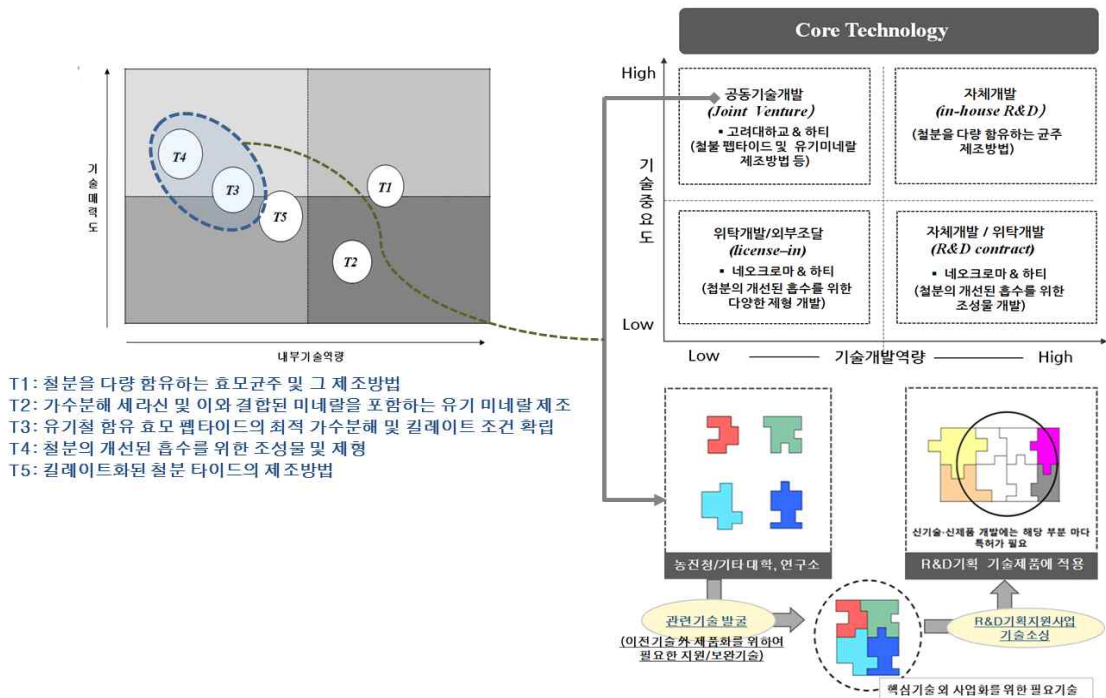 기술매력도
T4
T3
T5
T1
T2
내부기술역량
T1 : 철분을 다량 함유하는 효모균주 및 그 제조방법
T2 : 가수분해 세라신 및 이와 결합된 미네랄을 포함하는 유기 미네랄 제조
T3 : 유기철 함유 효모 펩타이드의 최적 가수분해 및 킬레이트 조건 확립
T4 : 철분의 개선된 흡수를 위한 조성물 및 제형
T5 : 킬레이트화된 철분 타이드의 제조방법
Core Technology
High
기술중요도
Low
공동기술개발
(Joint Venture)
▪ 고려대하교 & 하티
(철불 펩타이드 및 유기미네랄
제조방법 등)
자체개발
(in-house R&D)
(철분을 다량 함유하는 균주
제조방법)
위탁개발/외부조달
(license–in)
▪ 네오크로마 & 하티
(첩분의 개선된 흡수를 위한
다양한 제형 개발)
자체개발 / 위탁개발
(R&D contract)
▪ 네오크로마 & 하티
(철분의 개선된 흡수를 위한
조성물 개발)
Low
기술개발역량
High
농진청/기타 대학, 연구소
신기술·신제품 개발에는 해당 부분 마다
특허가 필요
R&D기획 기술제품에 적용
관련기술 발굴
(이전기술外 제품화를 위하여
필요한 지원/보완기술)
R&D기획지원사업
기술소싱
핵심기술 외 사업화를 위한 필요기술